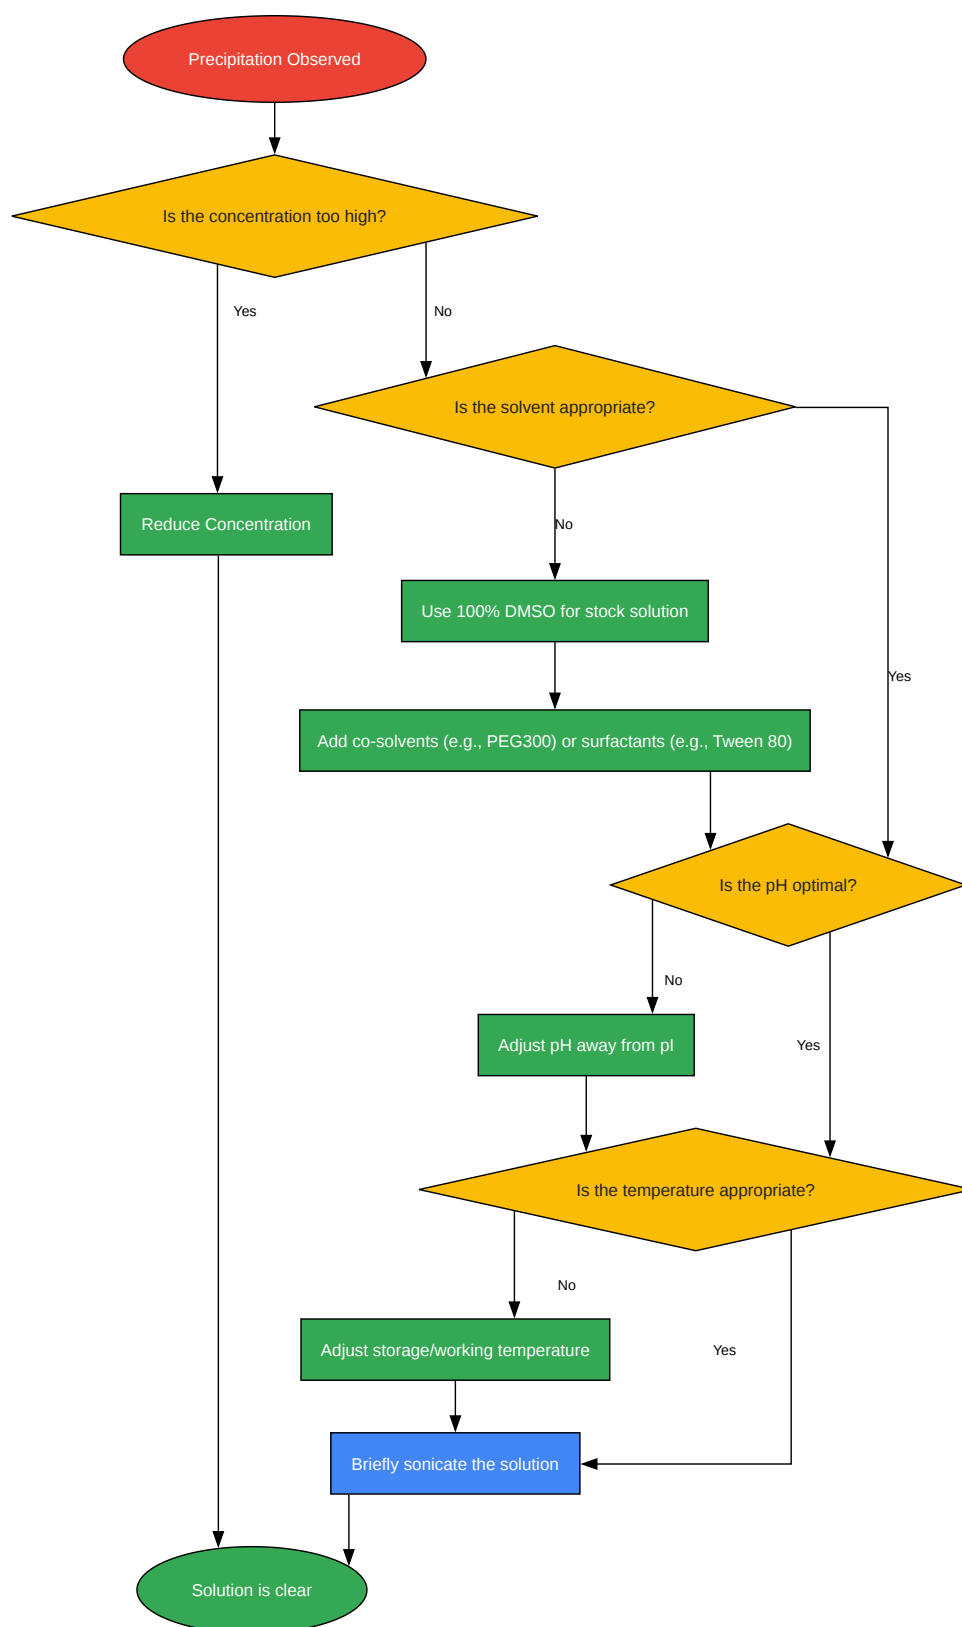 Precipitation Observed
Is the concentration too high?
Yes
No
Is the solvent appropriate?
Reduce Concentration
No
Use 100% DMSO for stock solution
Yes
Add co-solvents (e.g., PEG300) or surfactants (e.g., Tween 80)
Is the pH optimal?
No
Adjust pH away from pI
Yes
Is the temperature appropriate?
No
Adjust storage/working temperature
Yes
Briefly sonicate the solution
Solution is clear